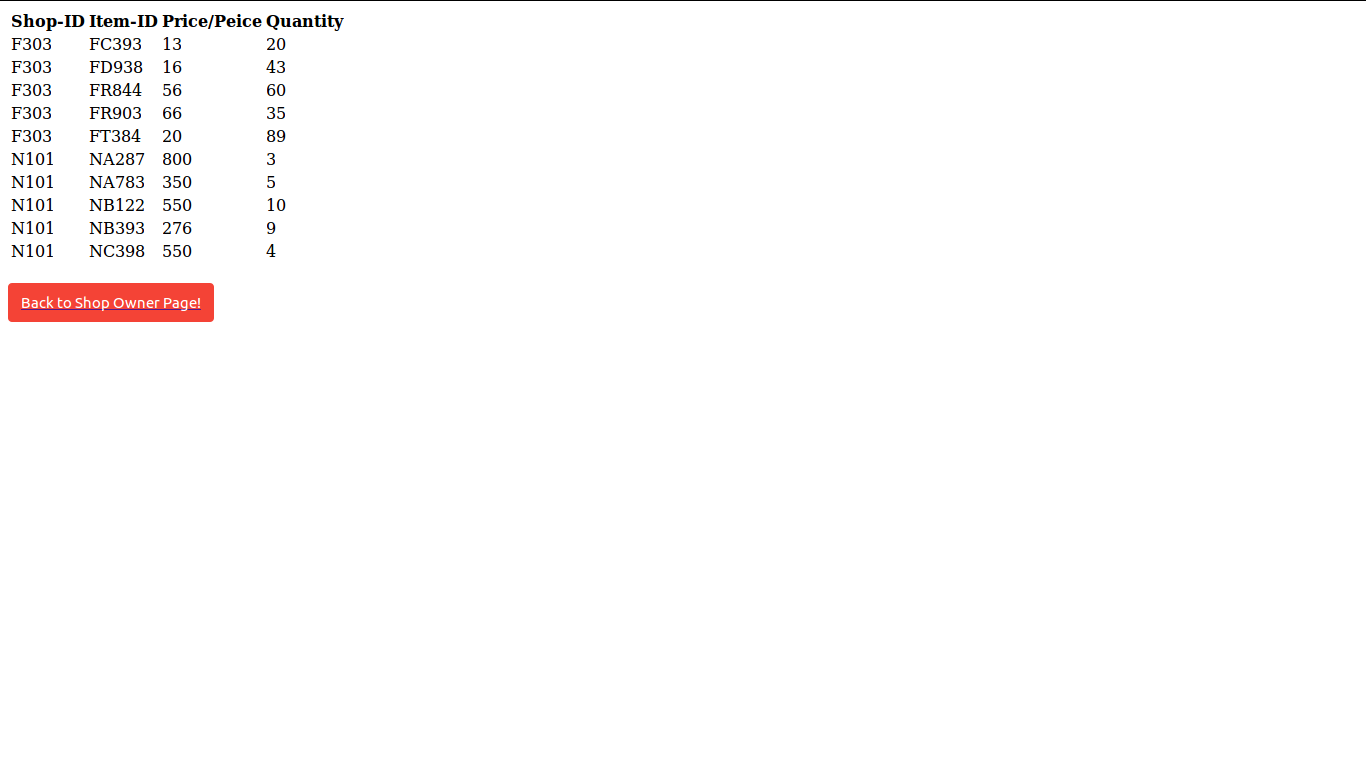 Shop-ID Item-ID Price/Peice Quantity
F303 FC393 13 20
F303 FD938 16 43
F303 FR844 56 60
F303 FR903 66 35
F303 FT384 20 89
N101 NA287 800 3
N101 NA783 350 5
N101 NB122 550 10
N101 NB393 276 9
N101 NC398 550 4
Back to Shop Owner Page!